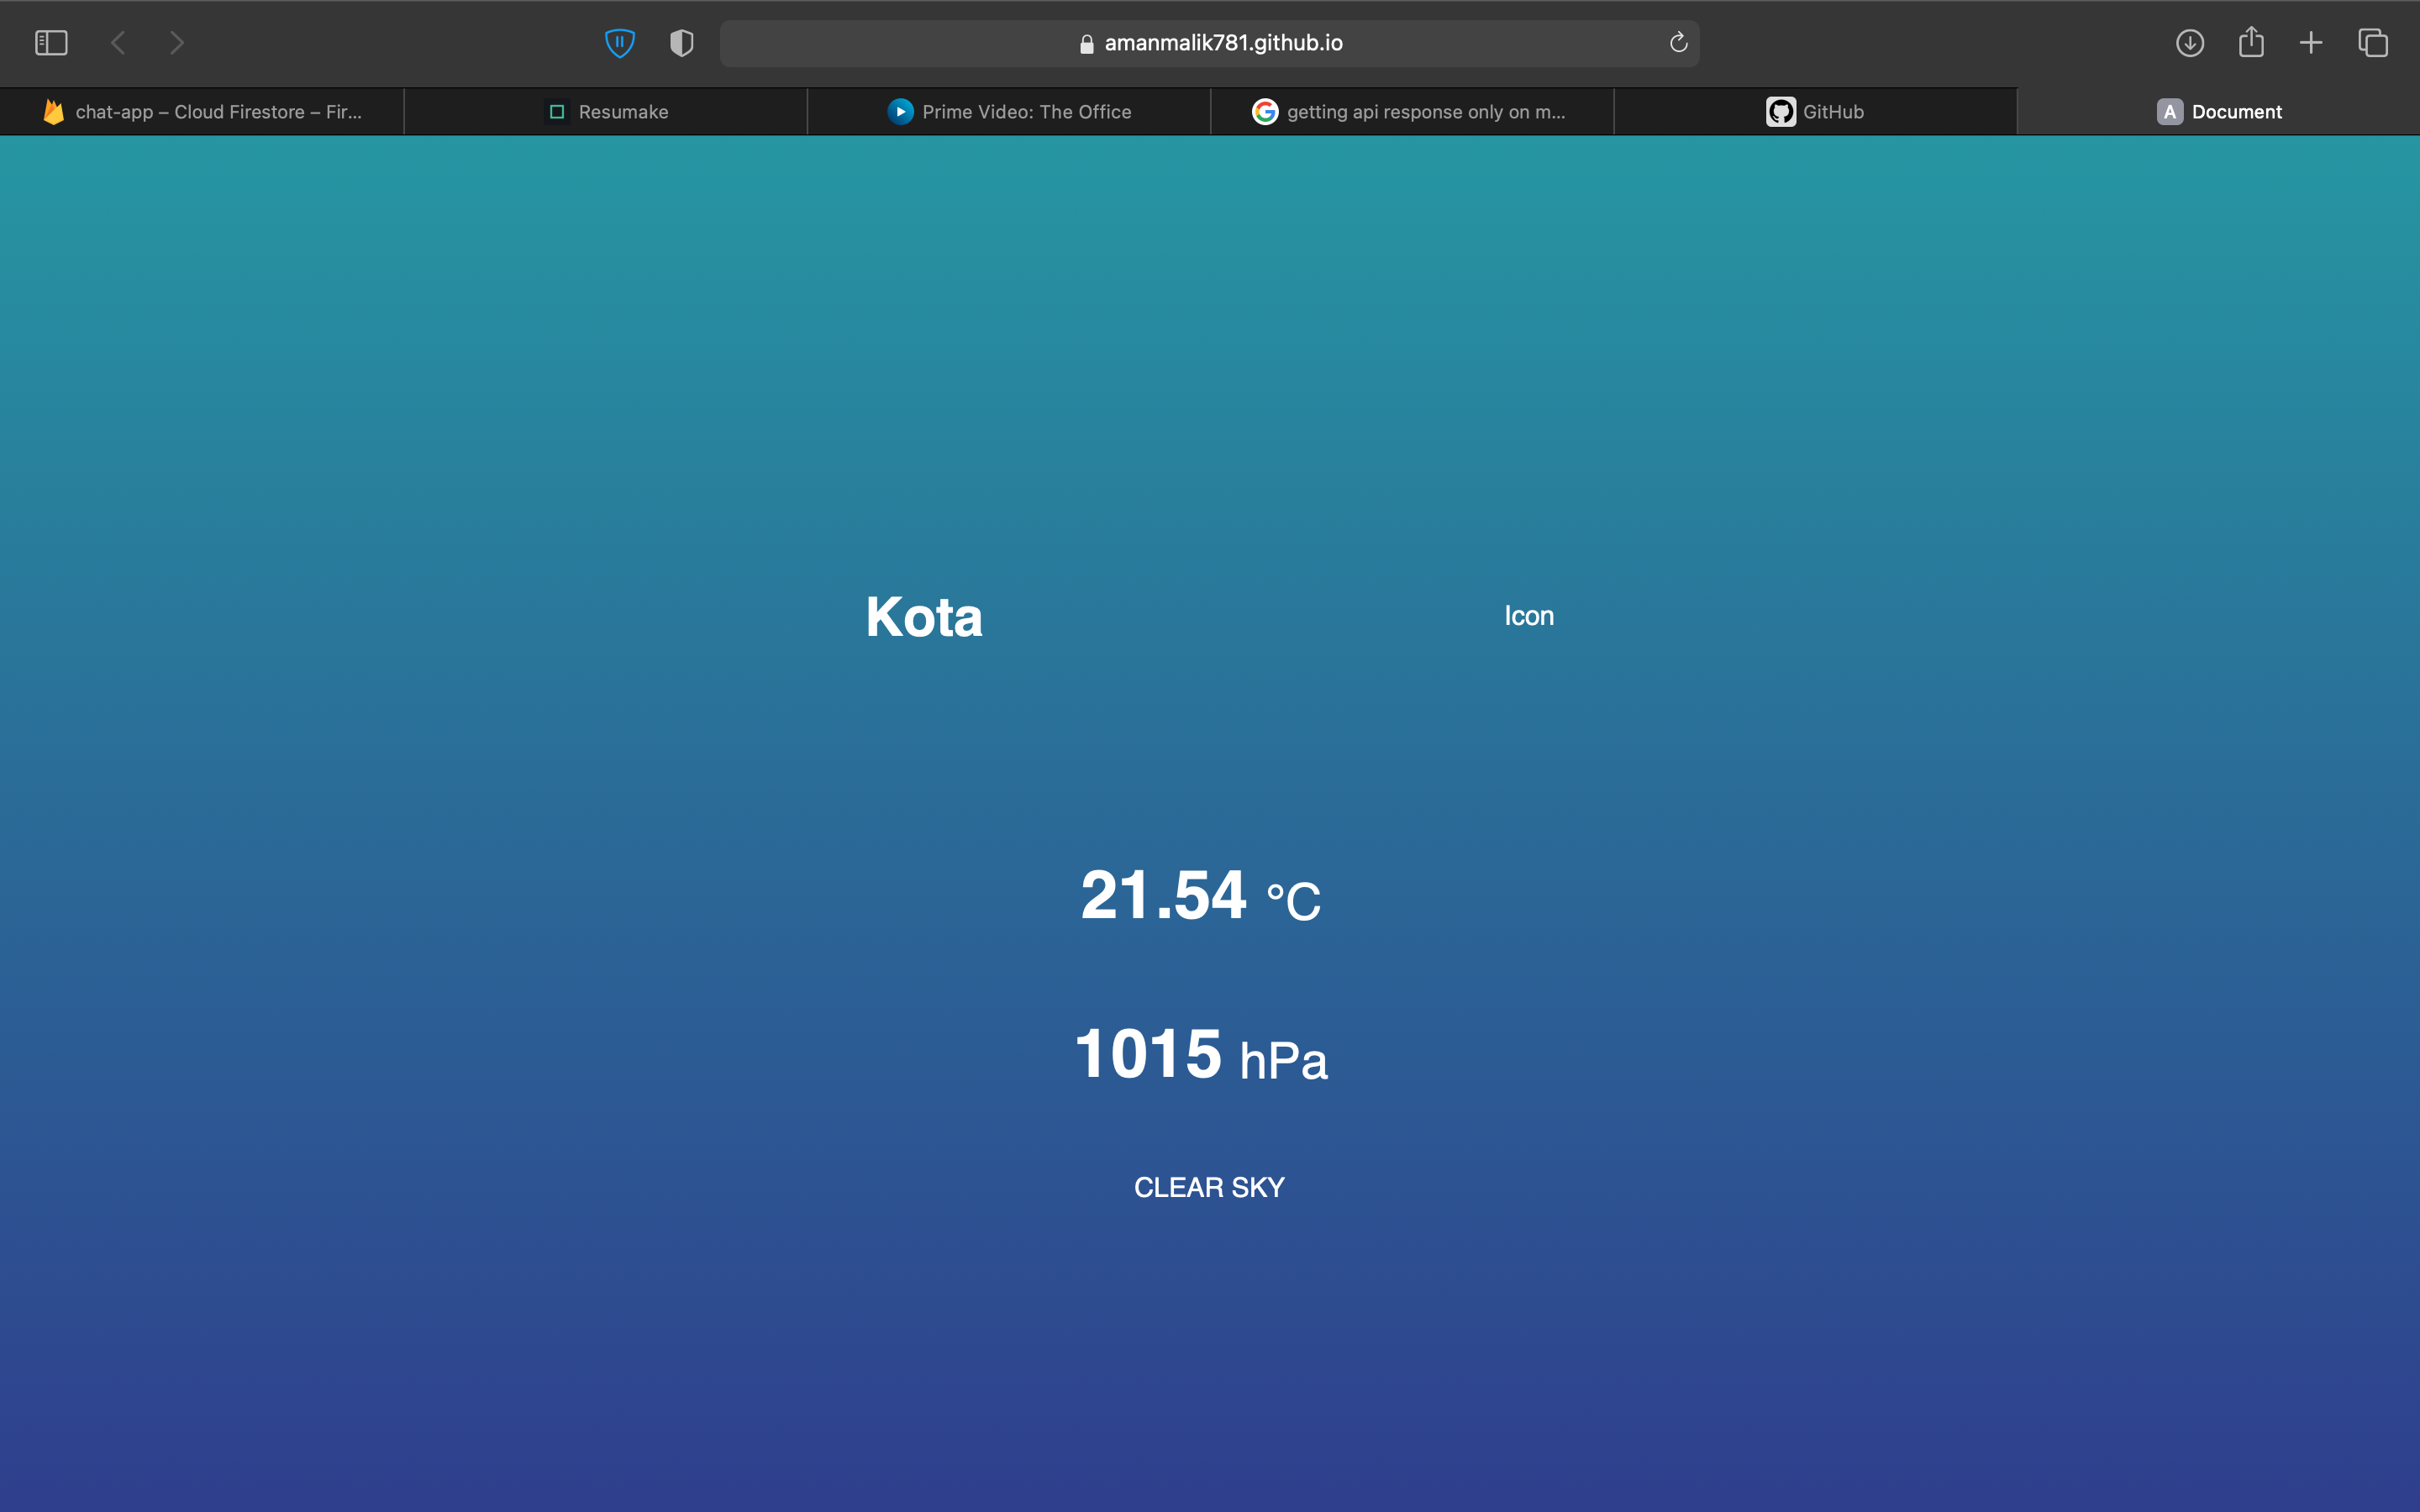 amanmalik781.github.io
chat-app – Cloud Firestore – Fir...
Resumake
Prime Video: The Office
getting api response only on m...
GitHub
A Document
Kota
Icon
21.54 °C
1015 hPa
CLEAR SKY